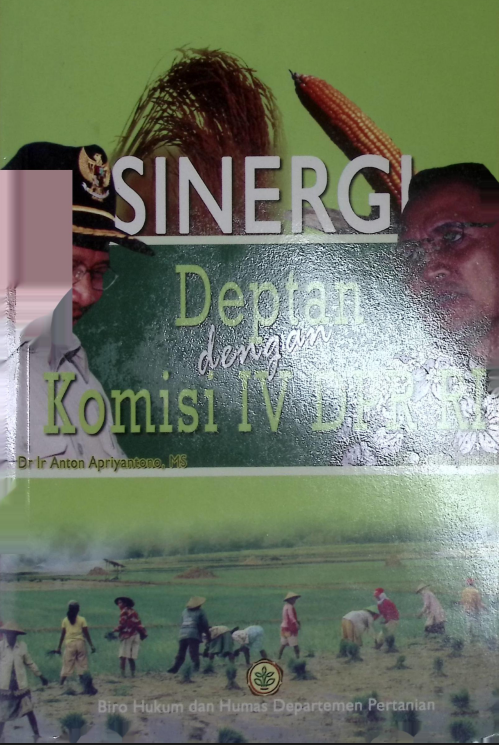 SINERGI
Deptan
dengan
Komisi IV DPR RI
Dr Ir Anton Apriyantono, MS
Biro Hukum dan Humas Departemen Pertanian